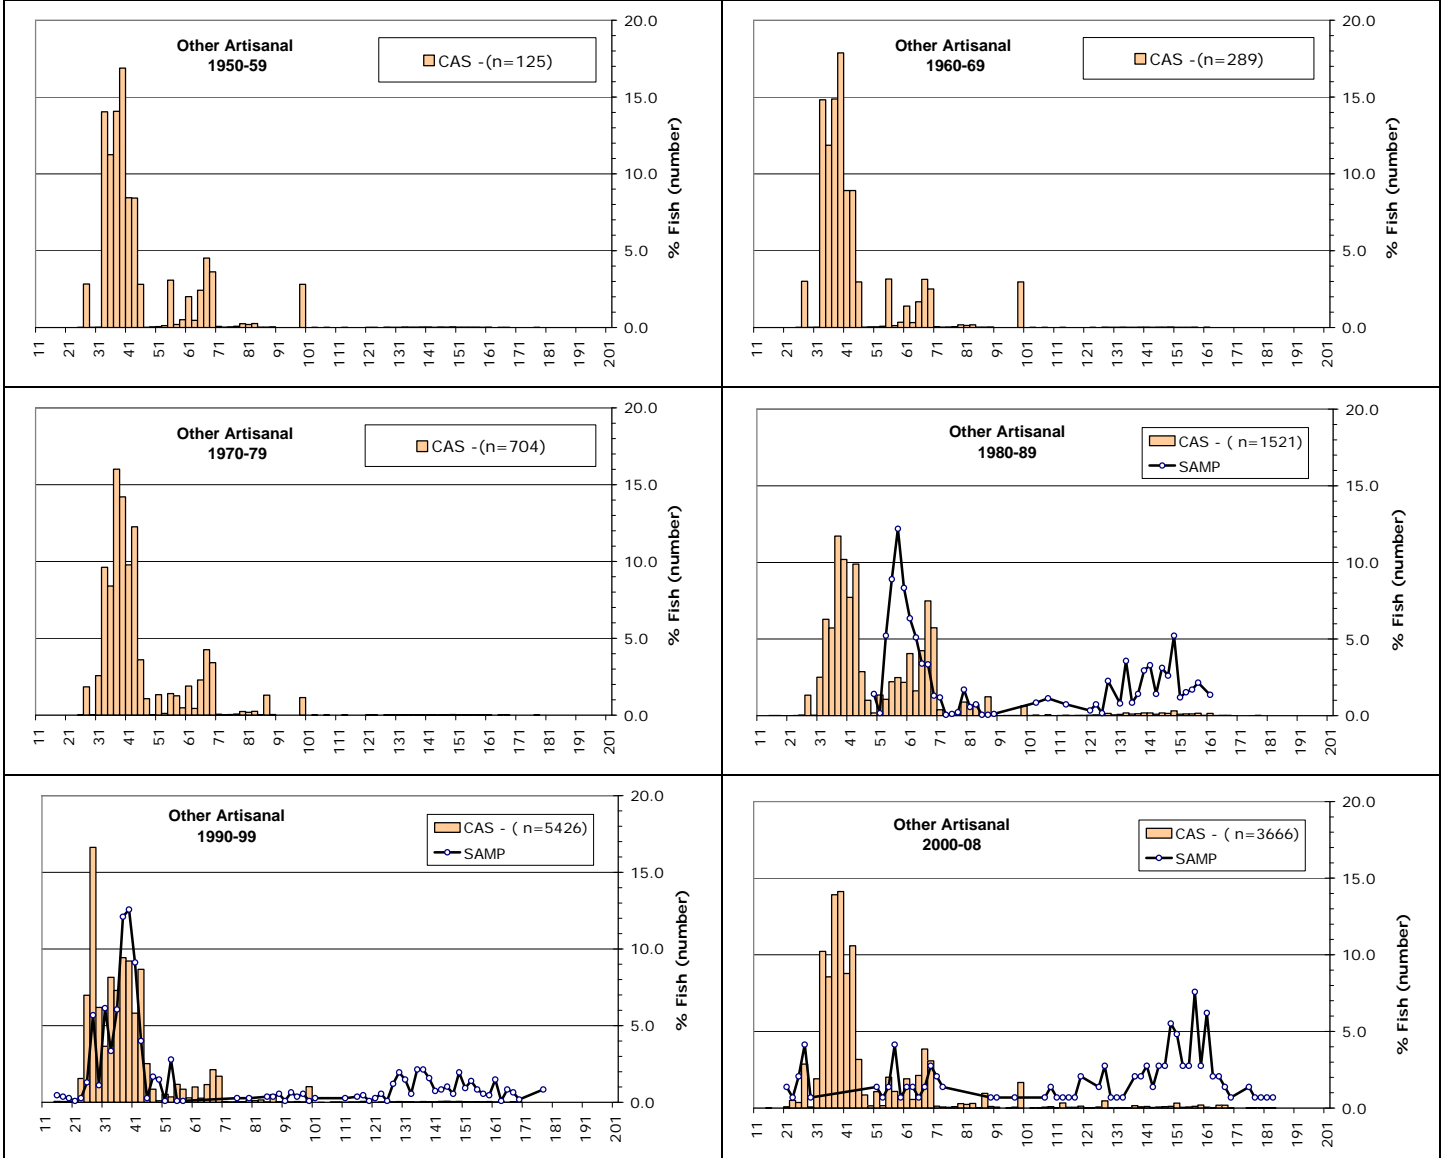 Other Artisanal
1950-59
CAS -(n=125)
20.0
15.0
10.0
5.0
0.0
% Fish (number)
11 21 31 41 51 61 71 81 91 101 111 121 131 141 151 161 171 181 191 201
Other Artisanal
1960-69
CAS -(n=289)
20.0
15.0
10.0
5.0
0.0
% Fish (number)
11 21 31 41 51 61 71 81 91 101 111 121 131 141 151 161 171 181 191 201
Other Artisanal
1970-79
CAS -(n=704)
20.0
15.0
10.0
5.0
0.0
% Fish (number)
11 21 31 41 51 61 71 81 91 101 111 121 131 141 151 161 171 181 191 201
Other Artisanal
1980-89
CAS - ( n=1521)
SAMP
20.0
15.0
10.0
5.0
0.0
% Fish (number)
11 21 31 41 51 61 71 81 91 101 111 121 131 141 151 161 171 181 191 201
Other Artisanal
1990-99
CAS - ( n=5426)
SAMP
20.0
15.0
10.0
5.0
0.0
% Fish (number)
11 21 31 41 51 61 71 81 91 101 111 121 131 141 151 161 171 181 191 201
Other Artisanal
2000-08
CAS - ( n=3666)
SAMP
20.0
15.0
10.0
5.0
0.0
% Fish (number)
11 21 31 41 51 61 71 81 91 101 111 121 131 141 151 161 171 181 191 201